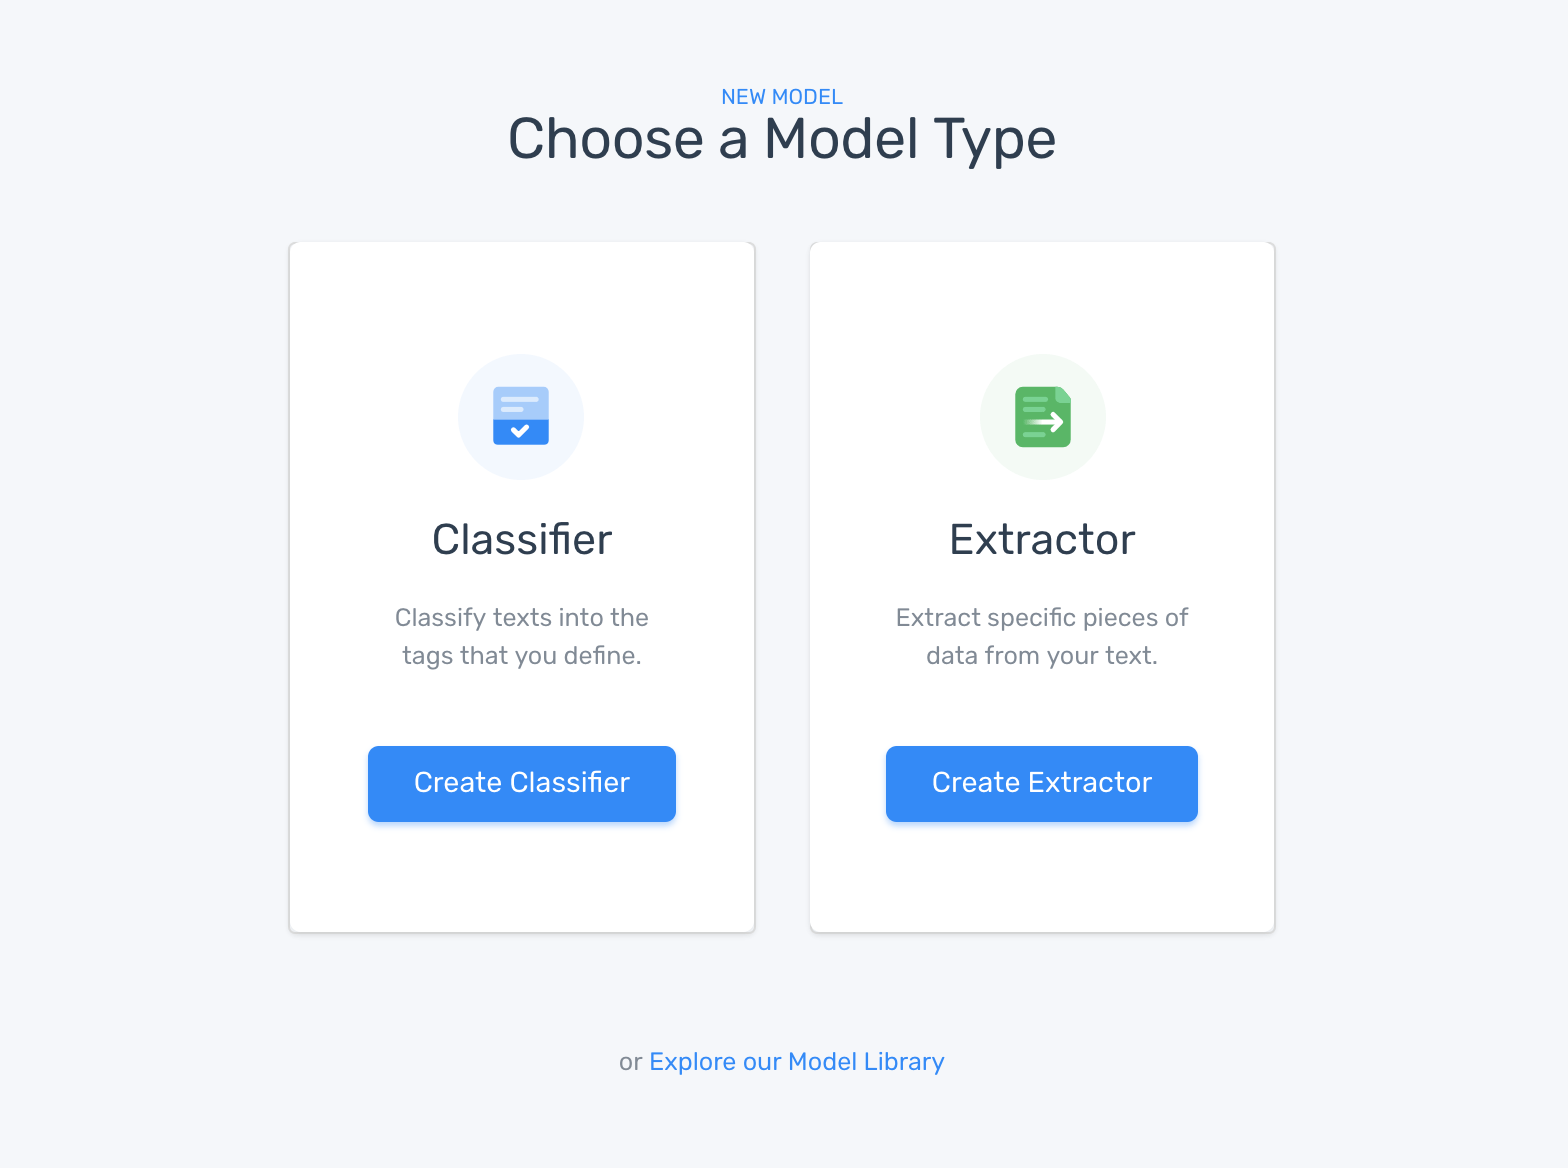 NEW MODEL
Choose a Model Type
Classifier
Classify texts into the
tags that you define.
Create Classifier
Extractor
Extract specific pieces of
data from your text.
Create Extractor
or Explore our Model Library